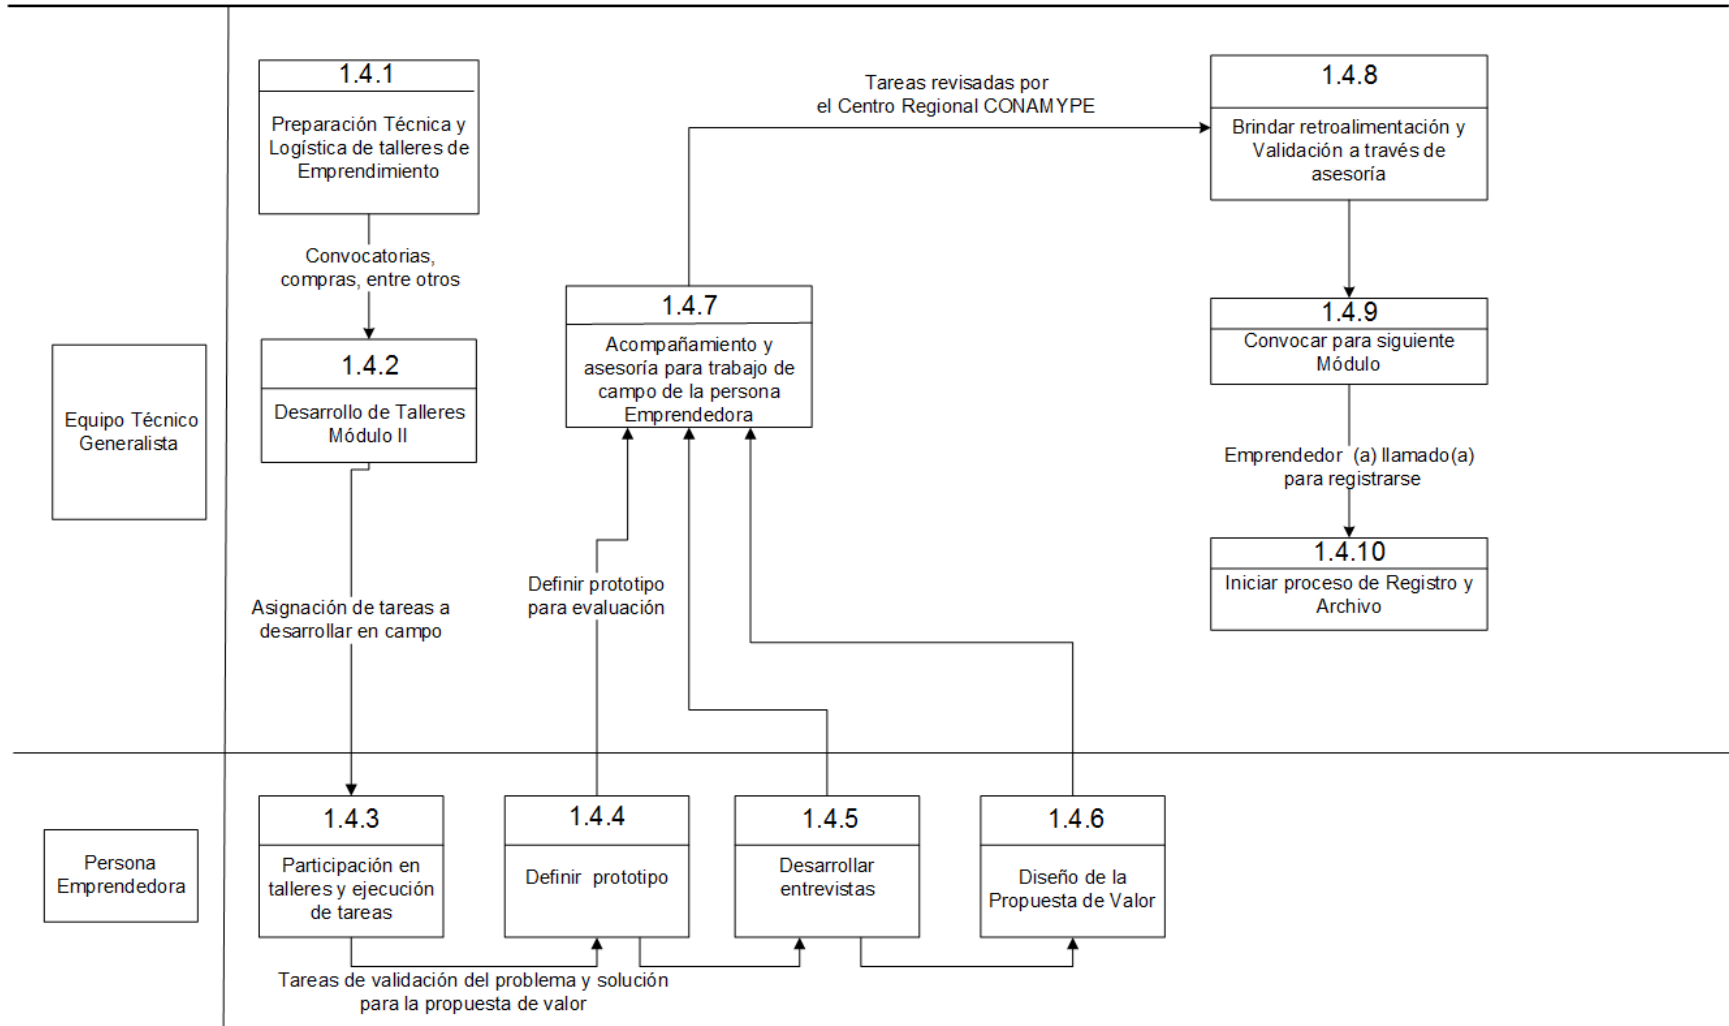 1.4.1
Preparación Técnica y
Logística de talleres de
Emprendimiento
Convocatorias,
compras, entre otros
1.4.2
Desarrollo de Talleres
Módulo II
Asignación de tareas a
desarrollar en campo
Equipo Técnico
Generalista
Tareas revisadas por
el Centro Regional CONAMYPE
1.4.7
Acompañamiento y
asesoría para trabajo de
campo de la persona
Emprendedora
Definir prototipo
para evaluación
1.4.8
Brindar retroalimentación y
Validación a través de
asesoría
1.4.9
Convocar para siguiente
Módulo
Emprendedor (a) llamado(a)
para registrarse
1.4.10
Iniciar proceso de Registro y
Archivo
Persona
Emprendedora
1.4.3
Participación en
talleres y ejecución
de tareas
1.4.4
Definir prototipo
1.4.5
Desarrollar
entrevistas
1.4.6
Diseño de la
Propuesta de Valor
Tareas de validación del problema y solución
para la propuesta de valor